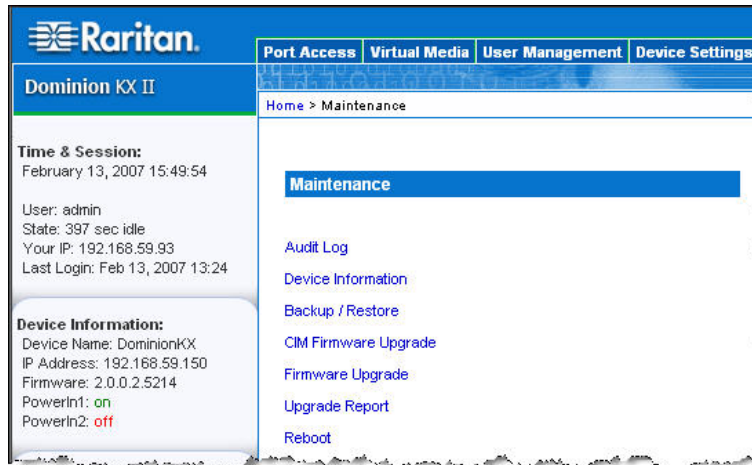 Raritan.
Port Access Virtual Media User Management Device Settings
Dominion KX II
Home > Maintenance
Time & Session:
February 13, 2007 15:49:54
User: admin
State: 397 sec idle
Your IP: 192.168.59.93
Last Login: Feb 13, 2007 13:24
Device Information:
Device Name: DominionKX
IP Address: 192.168.59.150
Firmware: 2.0.0.2.5214
PowerIn1: on
PowerIn2: off
Maintenance
Audit Log
Device Information
Backup / Restore
CIM Firmware Upgrade
Firmware Upgrade
Upgrade Report
Reboot